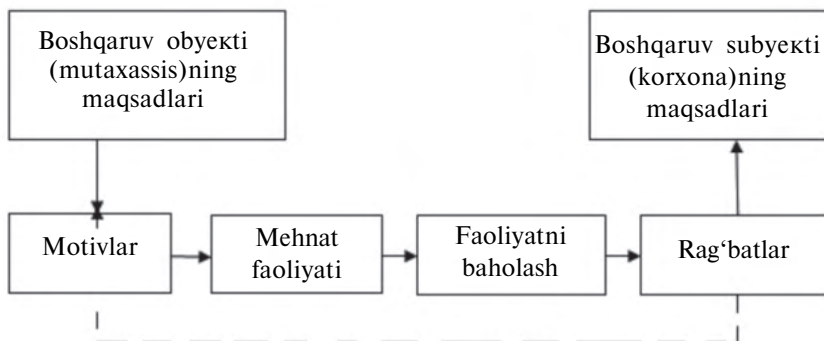 Boshqaruv obyekti
(mutaxassis)ning
maqsadlari
Boshqaruv subyekti
(korxona)ning
maqsadlari
Motivlar
Mehnat
faoliyati
Faoliyatni
baholash
Rag‘batlar